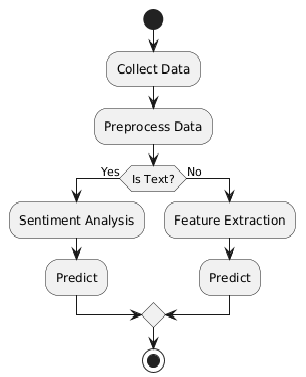 Collect Data
Preprocess Data
Yes
Is Text?
No
Sentiment Analysis
Feature Extraction
Predict
Predict